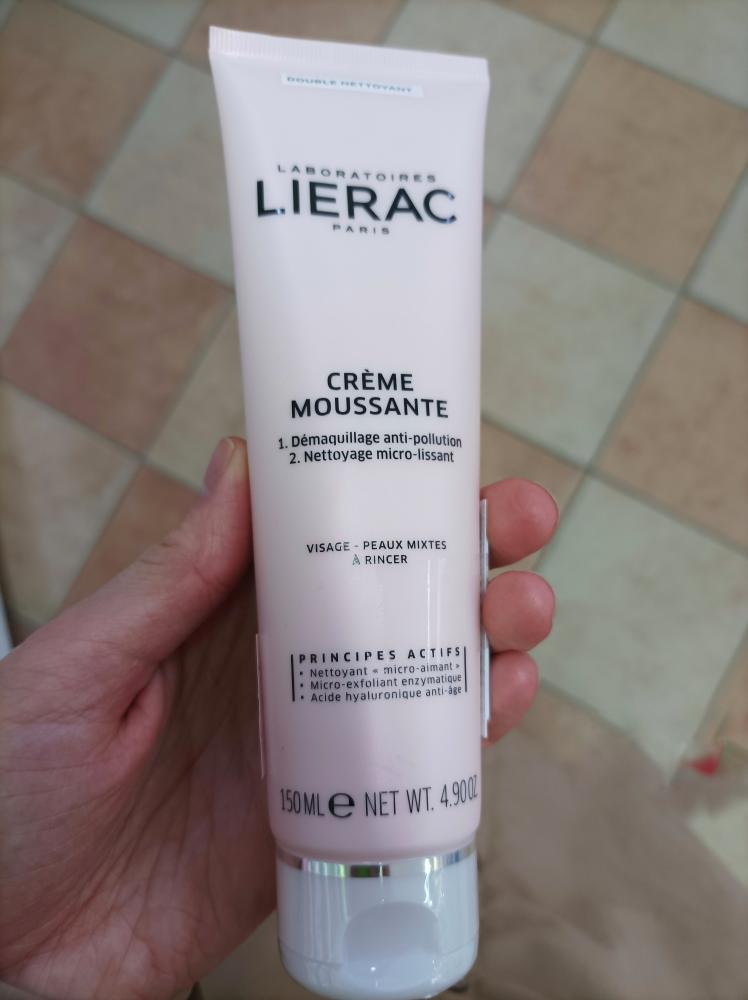 DOUBLE NETTOYANT
LABORATOIRES
LIERAC
PARIS
CRÈME
MOUSSANTE
1. Démaquillage anti-pollution
2. Nettoyage micro-lissant
VISAGE - PEAUX MIXTES
À RINCER
PRINCIPES ACTIFS
• Nettoyant « micro-aimant »
• Micro-exfoliant enzymatique
• Acide hyaluronique anti-âge
150 ML e NET WT. 4.90 OZ.